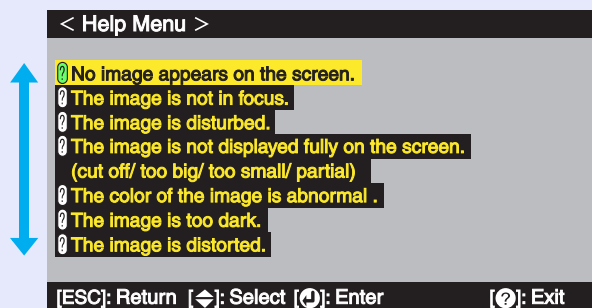 < Help Menu >
? No image appears on the screen.
? The image is not in focus.
? The image is disturbed.
? The image is not displayed fully on the screen.
(cut off/ too big/ too small/ partial)
? The color of the image is abnormal .
? The image is too dark.
? The image is distorted.
[ESC]: Return [◆]: Select [↵]: Enter [?]: Exit